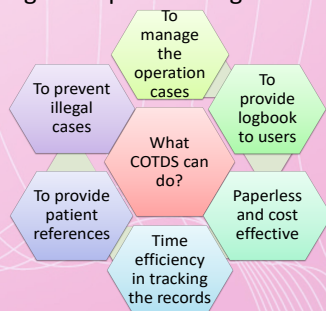 To
manage
the
operation
cases
To
provide
logbook
to users
Paperless
and cost
effective
Time
efficiency
in tracking
the records
To provide
patient
references
To prevent
illegal
cases
What
COTDS can
do?